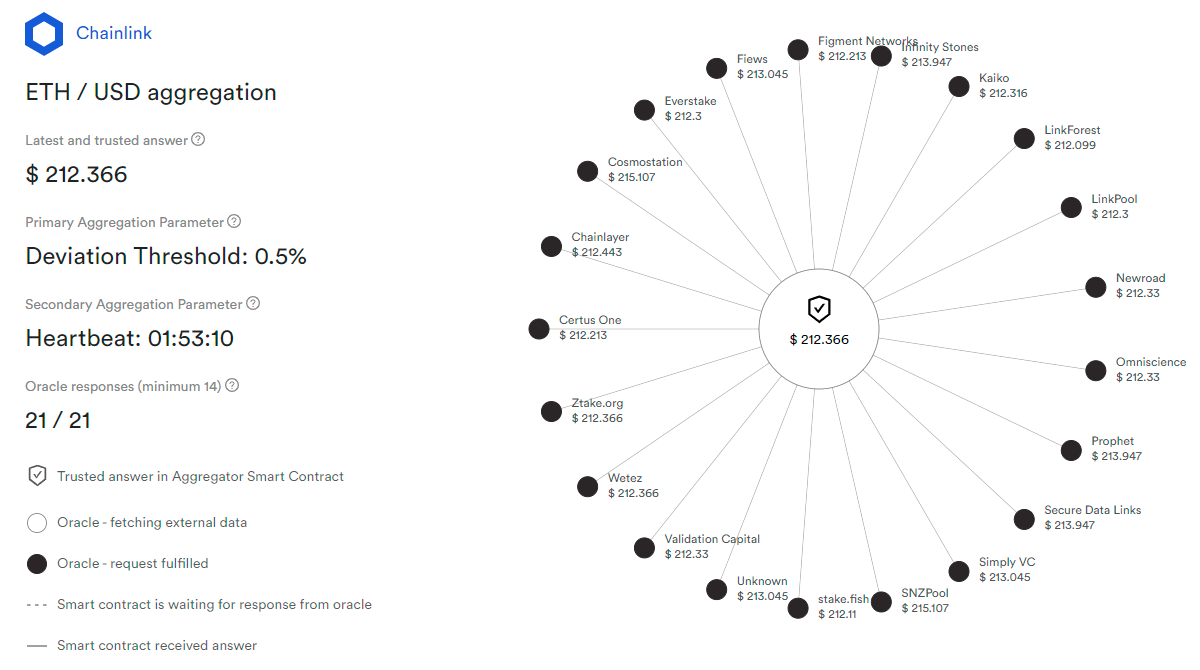 Chainlink
ETH / USD aggregation
Latest and trusted answer ?
$ 212.366
Primary Aggregation Parameter ?
Deviation Threshold: 0.5%
Secondary Aggregation Parameter ?
Heartbeat: 01:53:10
Oracle responses (minimum 14) ?
21 / 21
Trusted answer in Aggregator Smart Contract
Oracle - fetching external data
Oracle - request fulfilled
Smart contract is waiting for response from oracle
Smart contract received answer
Figment Networks
$ 212.213
Infinity Stones
$ 213.947
Kaiko
$ 212.316
LinkForest
$ 212.099
LinkPool
$ 212.3
Newroad
$ 212.33
Omniscience
$ 212.33
Prophet
$ 213.947
Secure Data Links
$ 213.947
Simply VC
$ 213.045
SNZPool
$ 215.107
stake.fish
$ 212.11
Unknown
$ 213.045
Validation Capital
$ 212.33
Wetez
$ 212.366
Ztake.org
$ 212.366
Certus One
$ 212.213
Chainlayer
$ 212.443
Cosmostation
$ 215.107
Everstake
$ 212.3
Fiews
$ 213.045
$ 212.366